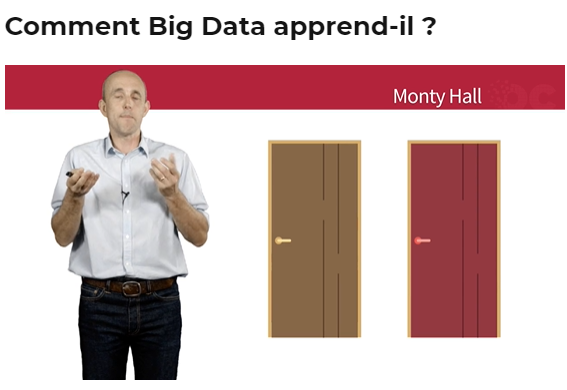 Comment Big Data apprend-il ?
Monty Hall